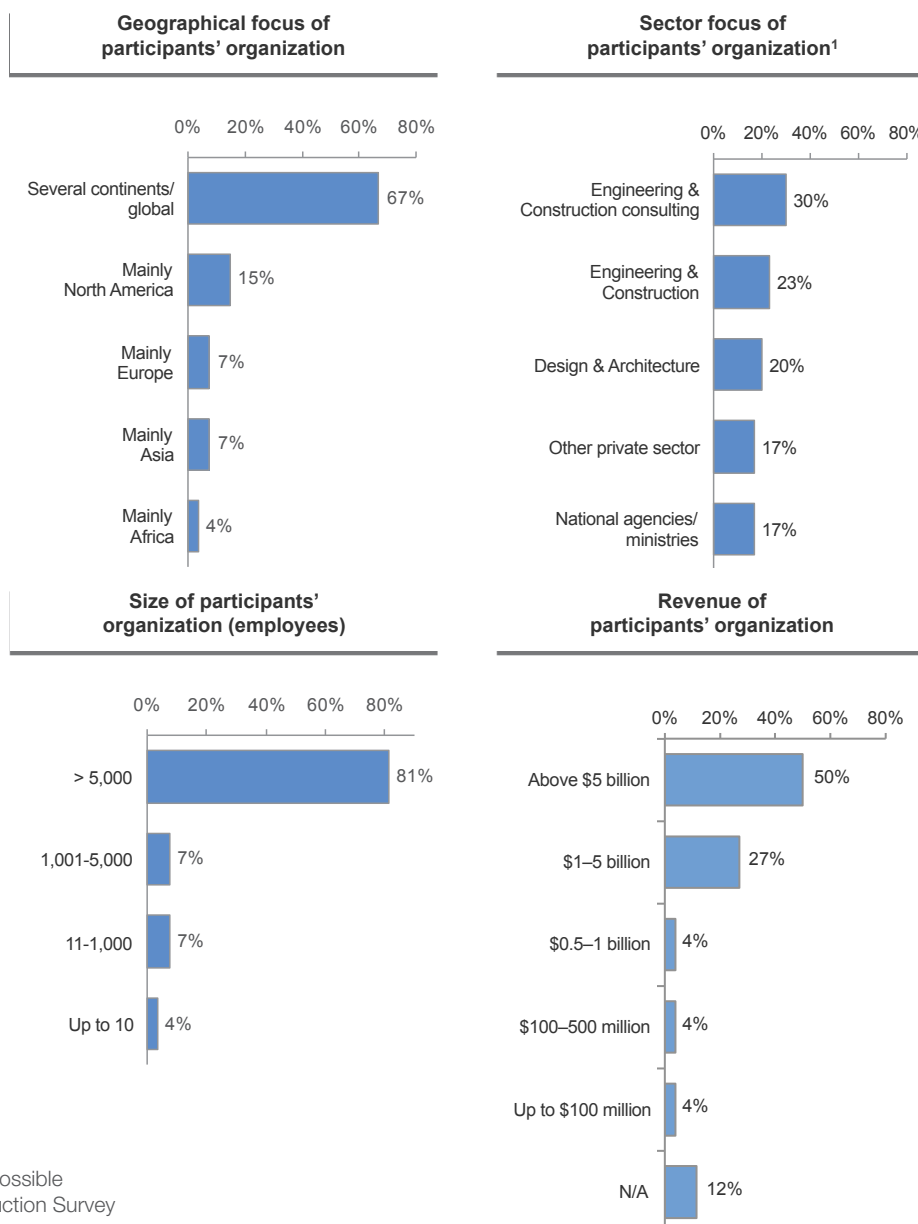 Geographical focus of
participants’ organization
0% 20% 40% 60% 80%
Several continents/
global
67%
Mainly
North America
15%
Mainly
Europe
7%
Mainly
Asia
7%
Mainly
Africa
4%
Sector focus of
participants’ organization¹
0% 20% 40% 60% 80%
Engineering &
Construction consulting
30%
Engineering &
Construction
23%
Design & Architecture
20%
Other private sector
17%
National agencies/
ministries
17%
Size of participants’
organization (employees)
0% 20% 40% 60% 80%
> 5,000
81%
1,001-5,000
7%
11-1,000
7%
Up to 10
4%
Revenue of
participants’ organization
0% 20% 40% 60% 80%
Above $5 billion
50%
$1–5 billion
27%
$0.5–1 billion
4%
$100–500 million
4%
Up to $100 million
4%
N/A
12%
ossible
uction Survey